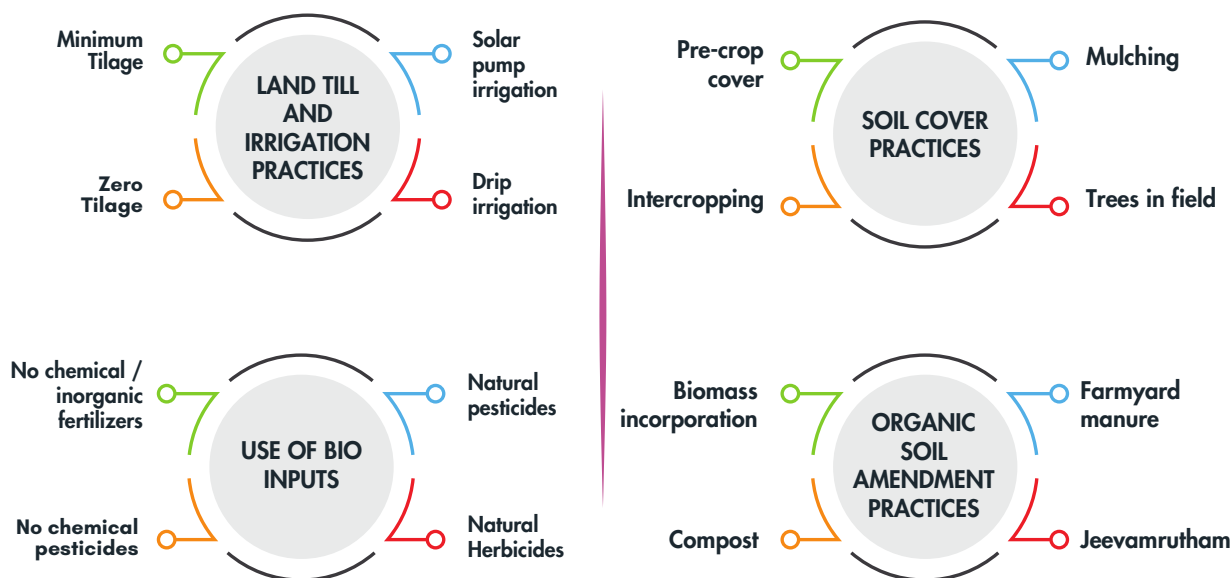 Minimum
Tilage
LAND TILL
AND
IRRIGATION
PRACTICES
Solar
pump
irrigation
Zero
Tilage
Drip
irrigation
Pre-crop
cover
SOIL COVER
PRACTICES
Mulching
Intercropping
Trees in field
No chemical /
inorganic
fertilizers
USE OF BIO
INPUTS
Natural
pesticides
No chemical
pesticides
Natural
Herbicides
Biomass
incorporation
ORGANIC
SOIL
AMENDMENT
PRACTICES
Farmyard
manure
Compost
Jeevamrutham